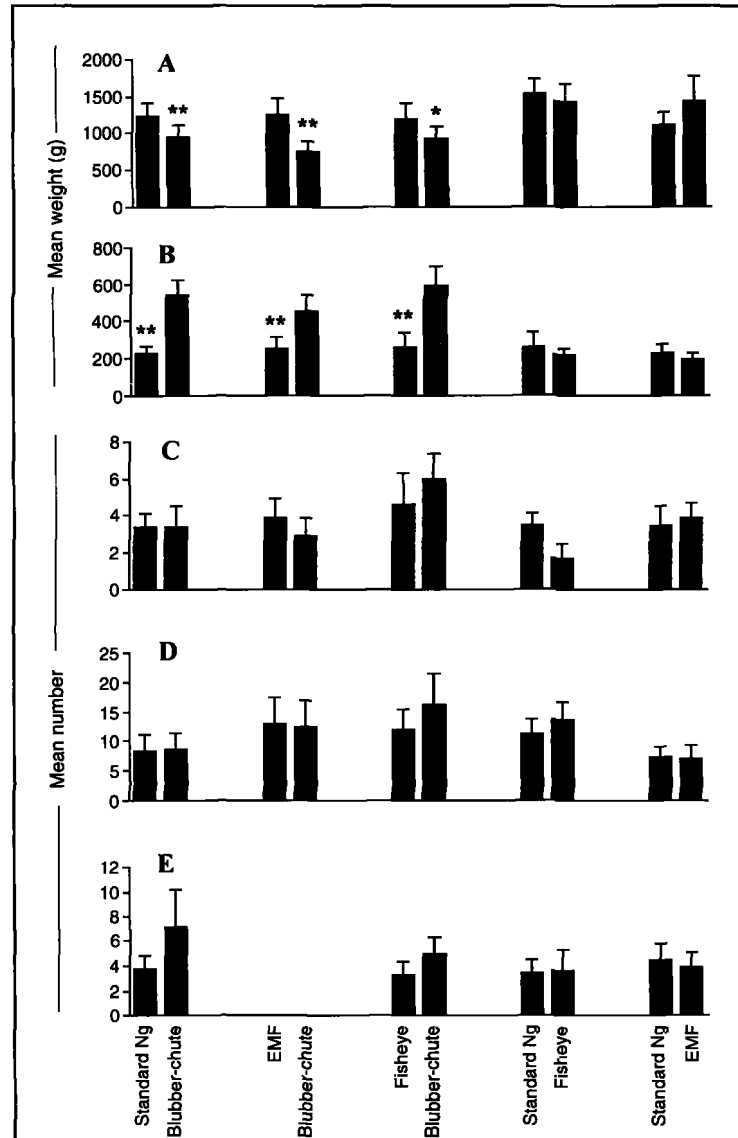 A
2000
1500
1000
500
0
**
**
*
Mean weight (g)
B
800
600
400
200
0
**
**
**
C
8
6
4
2
0
D
25
20
15
10
5
0
Mean number
E
12
10
8
6
4
2
0
Standard Ng
Blubber-chute
EMF
Blubber-chute
Fisheye
Blubber-chute
Standard Ng
Fisheye
Standard Ng
EMF